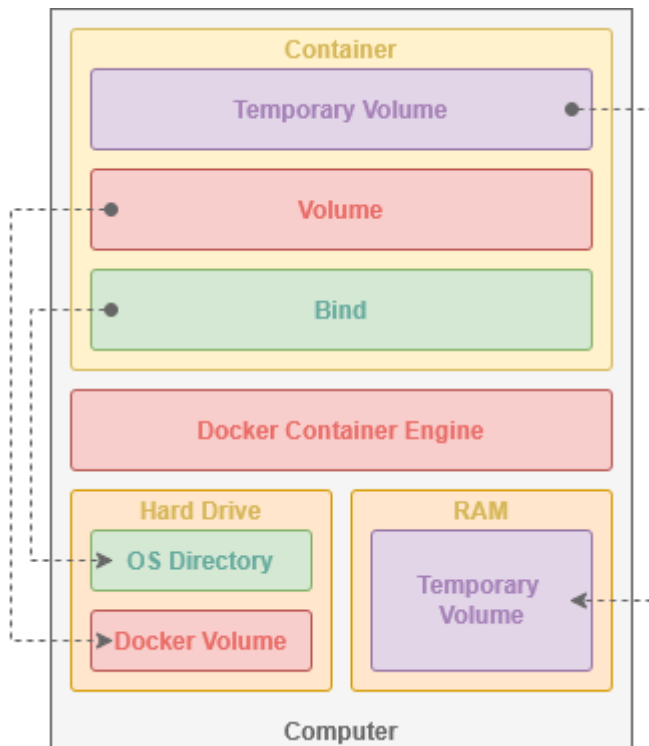 Container
Temporary Volume
Volume
Bind
Docker Container Engine
Hard Drive
OS Directory
Docker Volume
RAM
Temporary
Volume
Computer